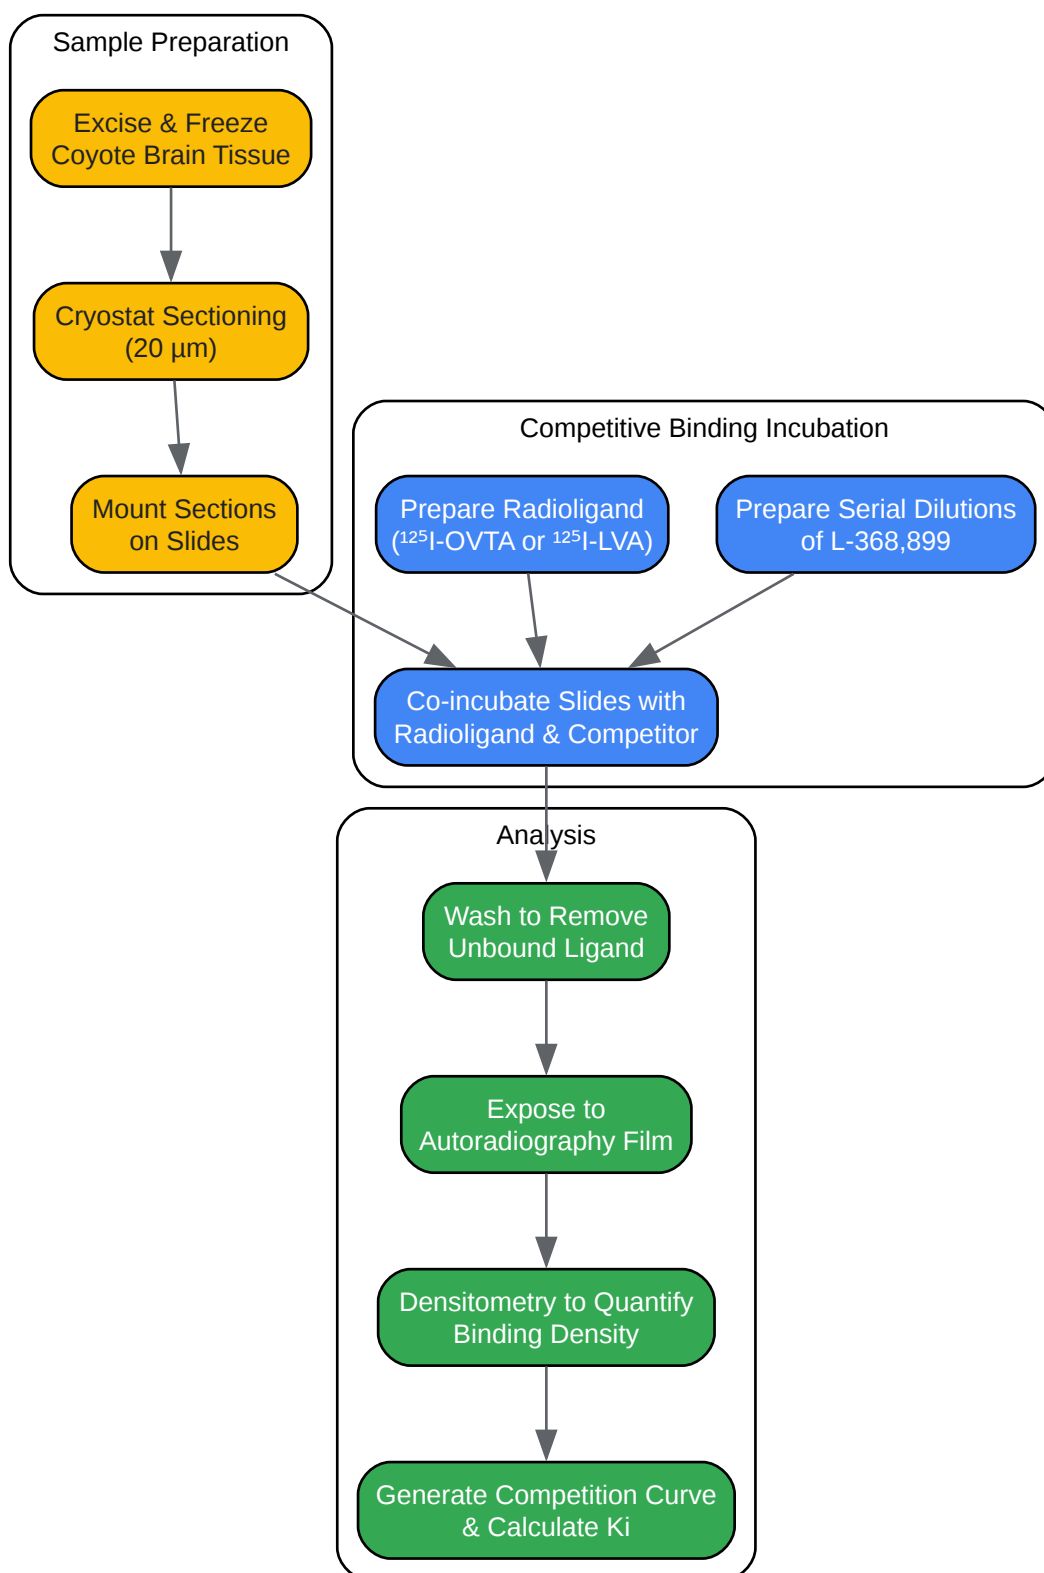 Sample Preparation
Excise & Freeze
Coyote Brain Tissue
Cryostat Sectioning
(20 µm)
Mount Sections
on Slides
Competitive Binding Incubation
Prepare Radioligand
(¹²⁵I-OVTA or ¹²⁵I-LVA)
Prepare Serial Dilutions
of L-368,899
Co-incubate Slides with
Radioligand & Competitor
Analysis
Wash to Remove
Unbound Ligand
Expose to
Autoradiography Film
Densitometry to Quantify
Binding Density
Generate Competition Curve
& Calculate Ki